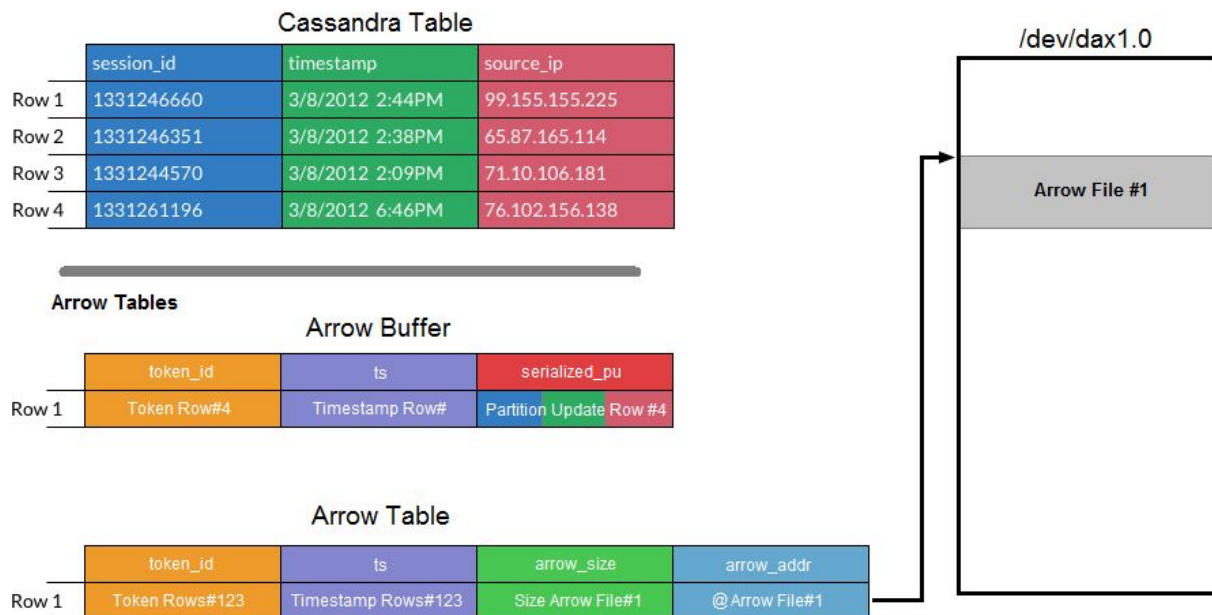 Cassandra Table
session_id timestamp source_ip
Row 1 1331246660 3/8/2012 2:44PM 99.155.155.225
Row 2 1331246351 3/8/2012 2:38PM 65.87.165.114
Row 3 1331244570 3/8/2012 2:09PM 71.10.106.181
Row 4 1331261196 3/8/2012 6:46PM 76.102.156.138
Arrow Tables
Arrow Buffer
token_id ts serialized_pu
Row 1 Token Row#4 Timestamp Row# Partition Update Row #4
Arrow Table
token_id ts arrow_size arrow_addr
Row 1 Token Rows#123 Timestamp Rows#123 Size Arrow File#1 @Arrow File#1
/dev/dax1.0
Arrow File #1